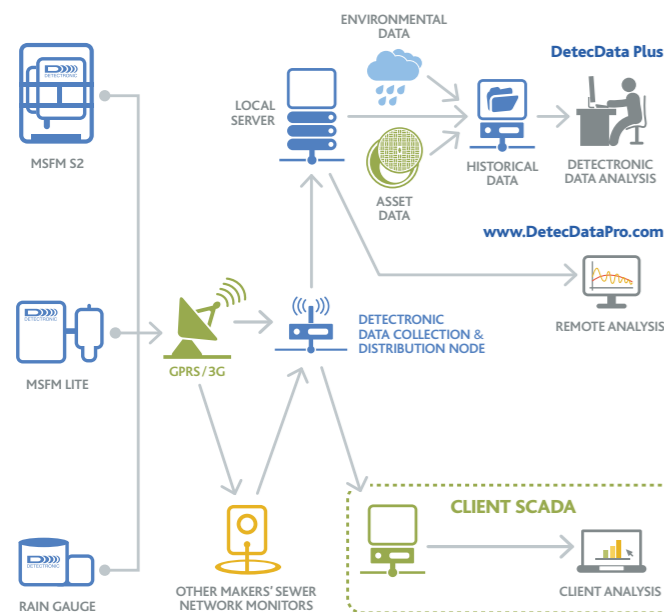 ENVIRONMENTAL
DATA
DetecData Plus
DETECTRONIC
LOCAL
SERVER
MSFM S2
HISTORICAL
DATA
DETECTRONIC
DATA ANALYSIS
ASSET
DATA
www.DetecDataPro.com
DETECTRONIC
DETECTRONIC
DATA COLLECTION &
DISTRIBUTION NODE
REMOTE ANALYSIS
GPRS/3G
MSFM LITE
CLIENT SCADA
DETECTRONIC
OTHER MAKERS' SEWER
NETWORK MONITORS
CLIENT ANALYSIS
RAIN GAUGE